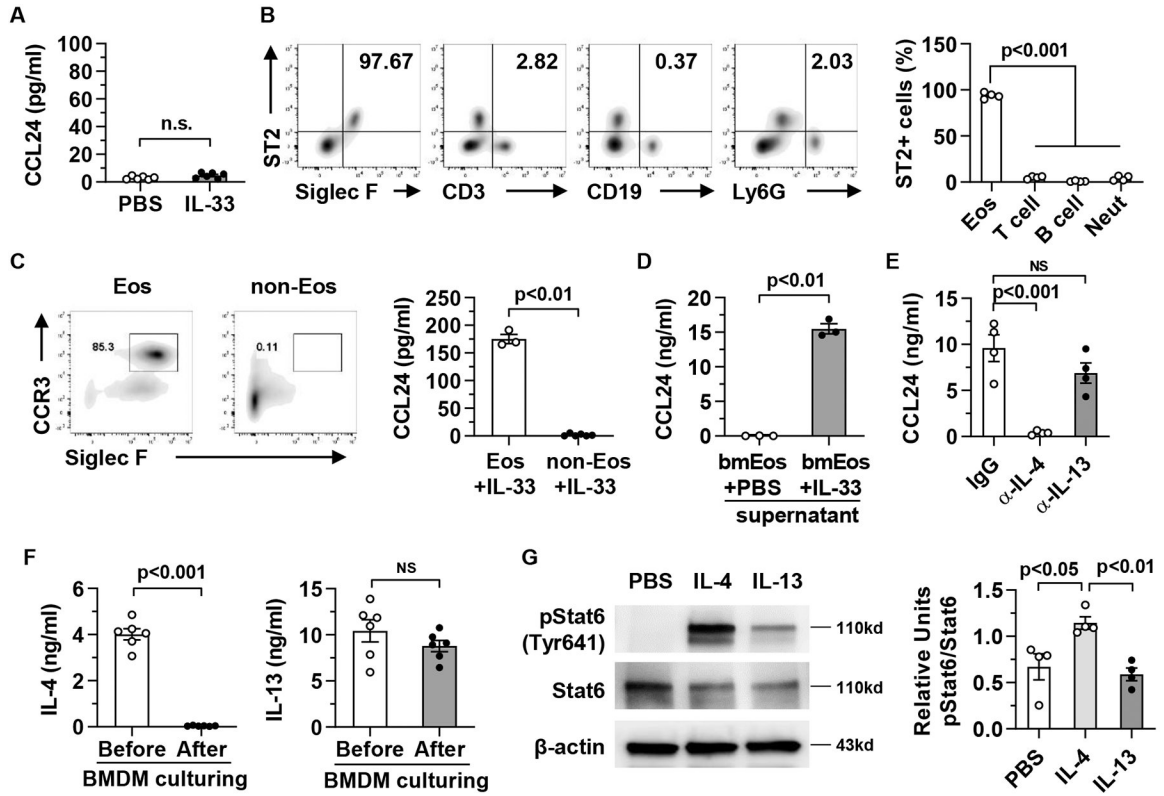 A
CCL24 (pg/ml)
100
80
60
40
20
0
n.s.
PBS
IL-33
B
ST2
97.67
2.82
0.37
2.03
Siglec F
CD3
CD19
Ly6G
ST2+ cells (%)
150
100
50
0
p<0.001
Eos
T cell
B cell
Neut
C
Eos
non-Eos
CCR3
85.3
0.11
Siglec F
CCL24 (pg/ml)
250
200
150
100
50
0
p<0.01
Eos
+IL-33
non-Eos
+IL-33
D
CCL24 (ng/ml)
20
15
10
5
0
p<0.01
bmEos
+PBS
bmEos
+IL-33
supernatant
E
CCL24 (ng/ml)
15
10
5
0
NS
p<0.001
IgG
α-IL-4
α-IL-13
F
IL-4 (ng/ml)
6
4
2
0
p<0.001
Before
After
BMDM culturing
IL-13 (ng/ml)
15
10
5
0
NS
Before
After
BMDM culturing
G
PBS
IL-4
IL-13
pStat6
(Tyr641)
110kd
Stat6
110kd
β-actin
43kd
Relative Units
pStat6/Stat6
1.5
1.0
0.5
0.0
p<0.05
p<0.01
PBS
IL-4
IL-13